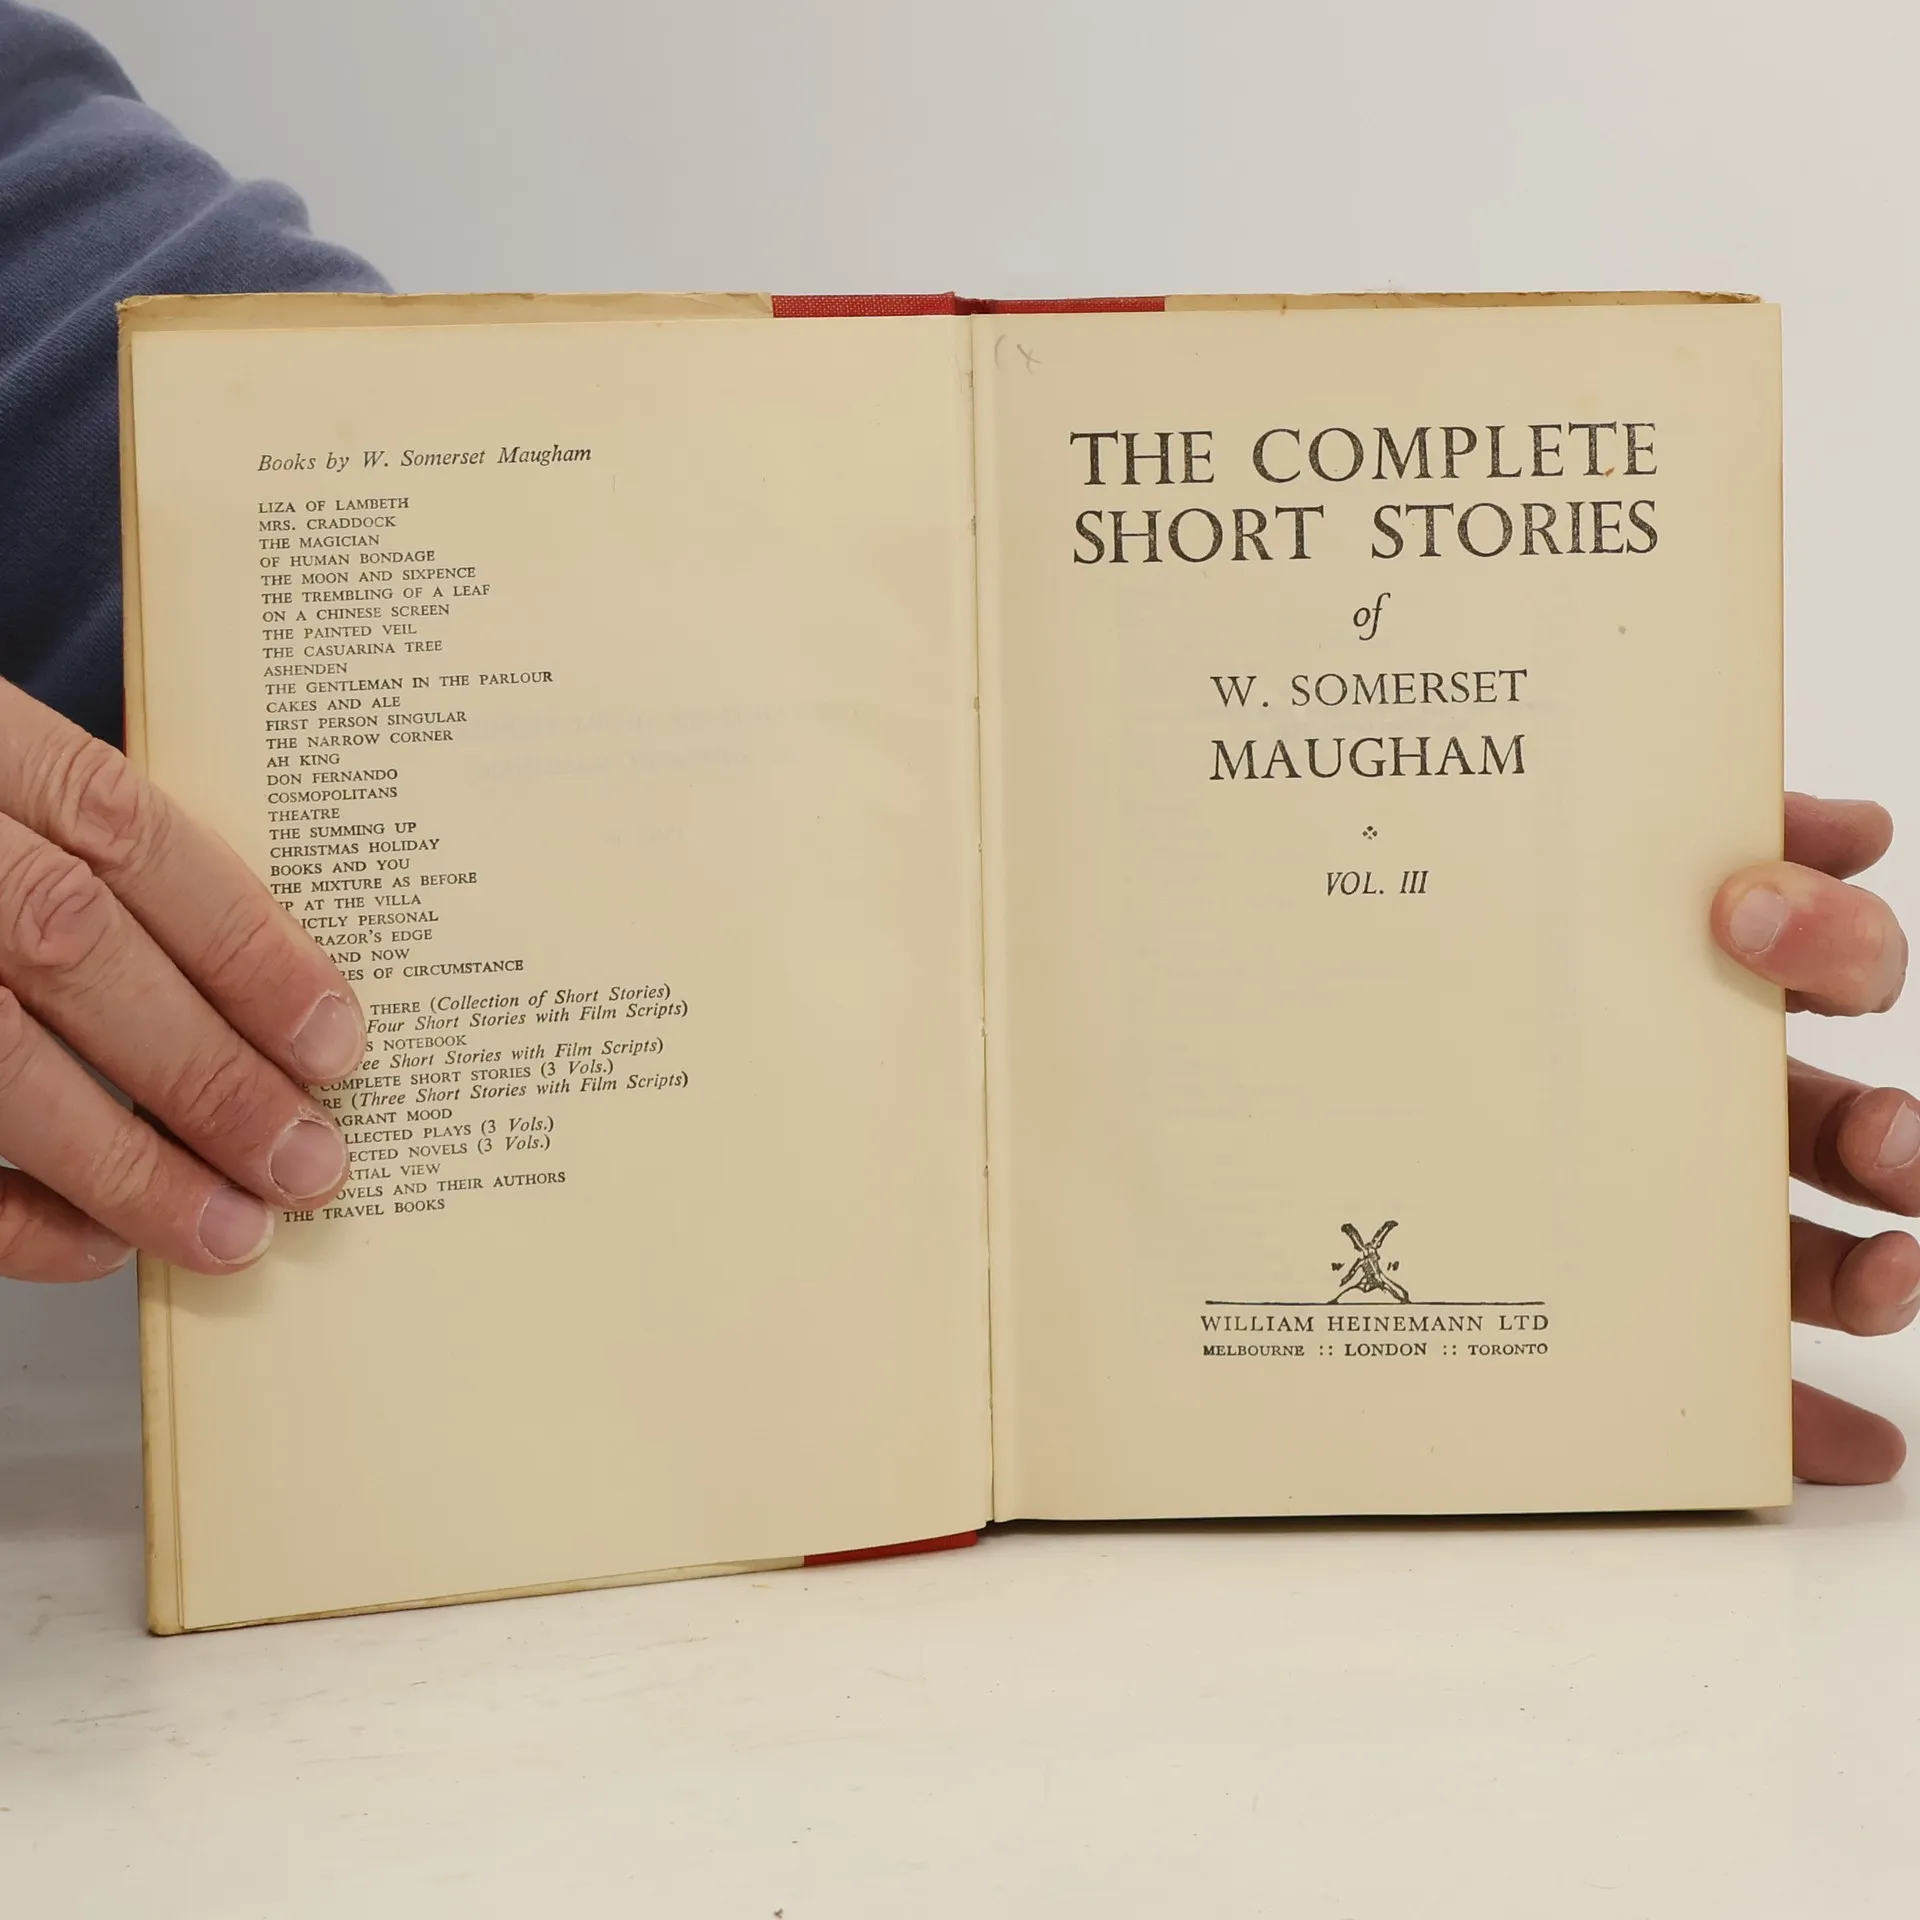 Books by W. Somerset Maugham
LIZA OF LAMBETH
MRS. CRADDOCK
THE MAGICIAN
OF HUMAN BONDAGE
THE MOON AND SIXPENCE
THE TREMBLING OF A LEAF
ON A CHINESE SCREEN
THE PAINTED VEIL
THE CASUARINA TREE
ASHENDEN
THE GENTLEMAN IN THE PARLOUR
CAKES AND ALE
FIRST PERSON SINGULAR
THE NARROW CORNER
AH KING
DON FERNANDO
COSMOPOLITANS
THEATRE
THE SUMMING UP
CHRISTMAS HOLIDAY
BOOKS AND YOU
THE MIXTURE AS BEFORE
AT THE VILLA
PERSONAL
RAZOR'S EDGE
AND NOW
OF CIRCUMSTANCE
THERE (Collection of Short Stories)
Four Short Stories with Film Scripts)
NOTEBOOK
Short Stories with Film Scripts)
COMPLETE SHORT STORIES (3 Vols.)
(Three Short Stories with Film Scripts)
MOOD
PLAYS (3 Vols.)
NOVELS (3 Vols.)
VIEW
AND THEIR AUTHORS
THE TRAVEL BOOKS
THE COMPLETE
SHORT STORIES
of
W. SOMERSET
MAUGHAM
VOL. III
W H
WILLIAM HEINEMANN LTD
MELBOURNE :: LONDON :: TORONTO